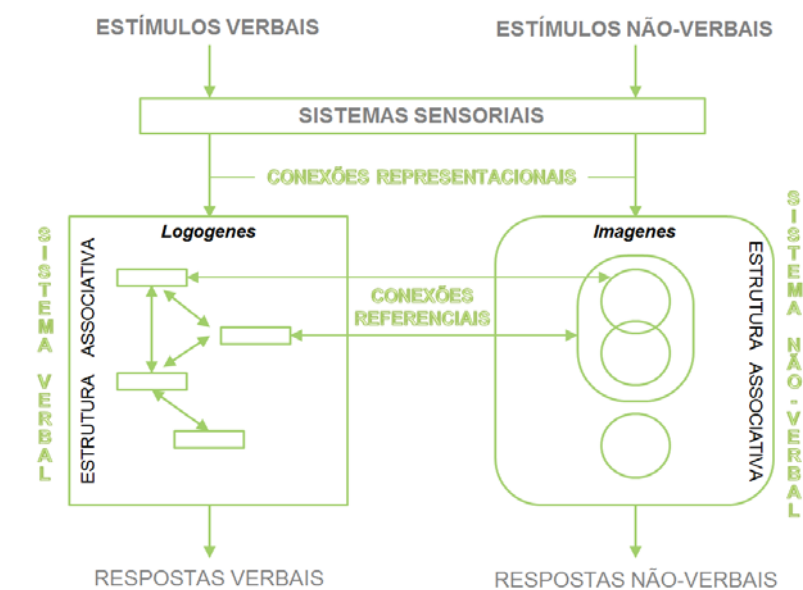 ESTÍMULOS VERBAIS
ESTÍMULOS NÃO-VERBAIS
SISTEMAS SENSORIAIS
CONEXÕES REPRESENTACIONAIS
SISTEMA VERBAL
ESTRUTURA ASSOCIATIVA
Logogenes
CONEXÕES
REFERENCIAIS
Imagenes
ESTRUTURA ASSOCIATIVA
SISTEMA NÃO-VERBAL
RESPOSTAS VERBAIS
RESPOSTAS NÃO-VERBAIS